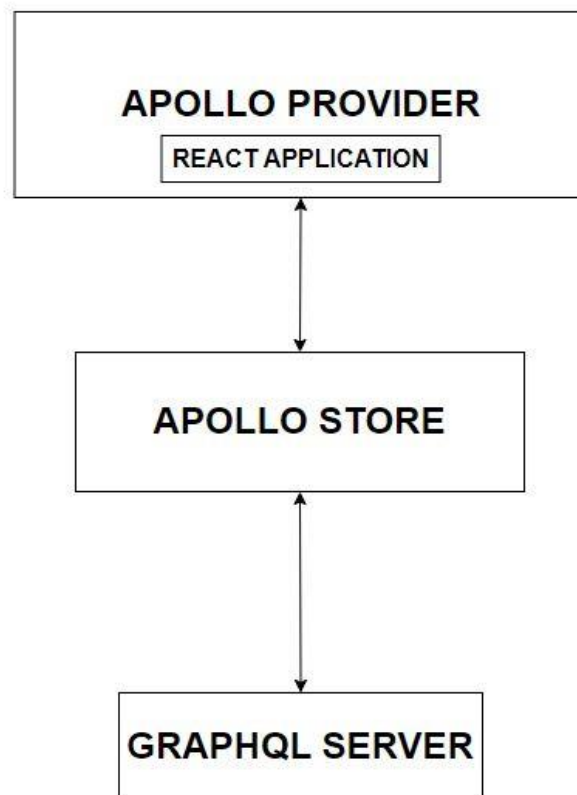 APOLLO PROVIDER
REACT APPLICATION
APOLLO STORE
GRAPHQL SERVER